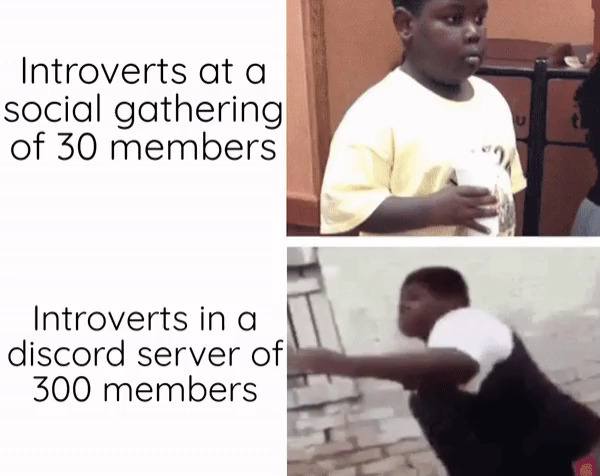 Introverts at a
social gathering
of 30 members
Introverts in a
discord server of
300 members